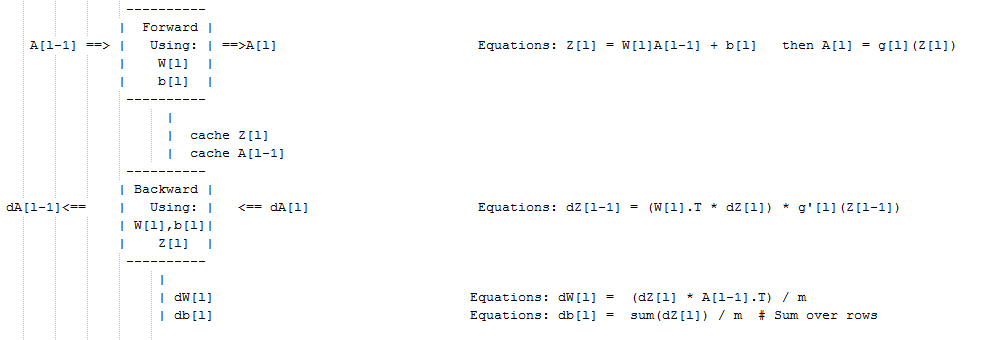 ----------
|  Forward |
A[l-1] ==> |   Using: | ==>A[l]   Equations: Z[l] = W[l]A[l-1] + b[l]   then A[l] = g[l](Z[l])
|    W[l]  |
|    b[l]  |
----------
|
|  cache Z[l]
|  cache A[l-1]
----------
| Backward |
dA[l-1]<==    |   Using: |   <== dA[l]   Equations: dZ[l-1] = (W[l].T * dZ[l]) * g'[l](Z[l-1])
| W[l],b[l]|
|    Z[l]  |
----------
|
| dW[l]   Equations: dW[l] =  (dZ[l] * A[l-1].T) / m
| db[l]   Equations: db[l] =  sum(dZ[l]) / m  # Sum over rows